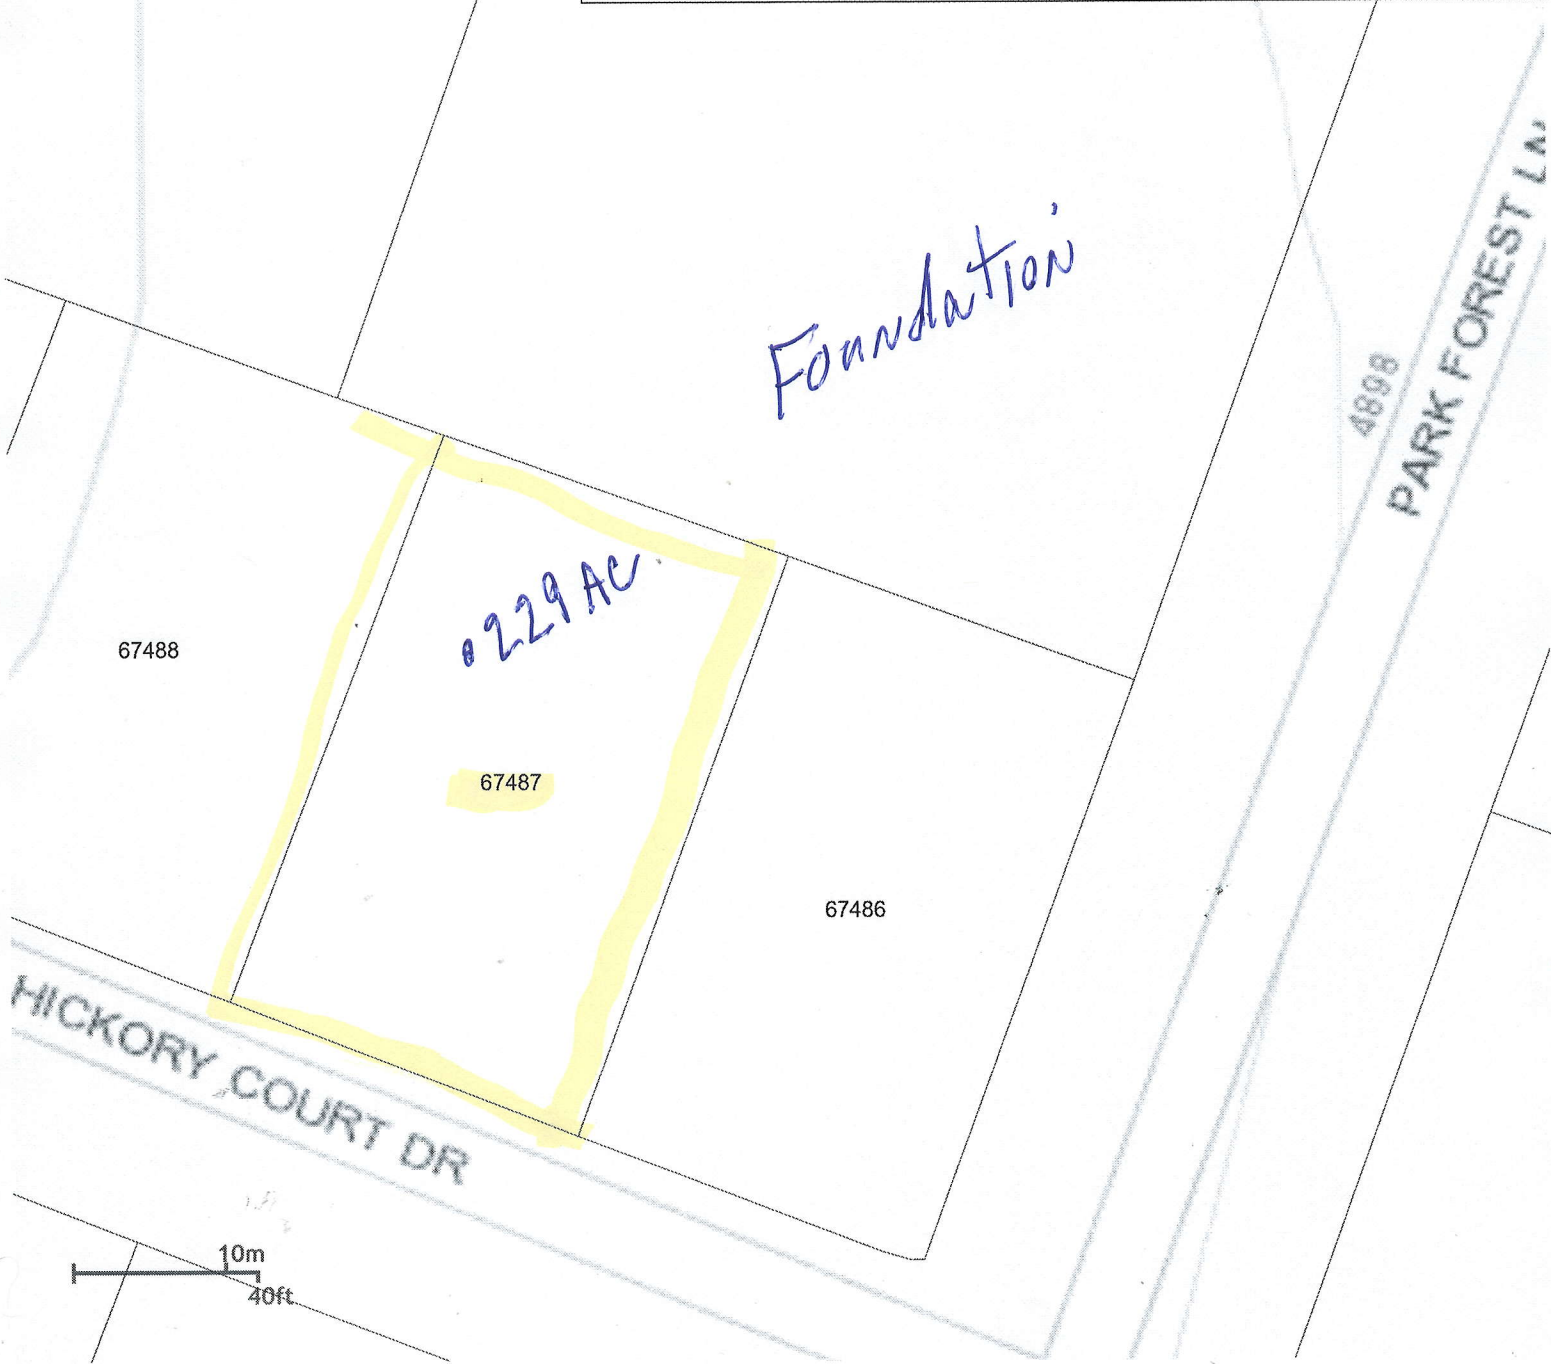 Foundation
PARK FOREST LN
4898
.229 AC
67488
67487
67486
HICKORY COURT DR
10m
40ft